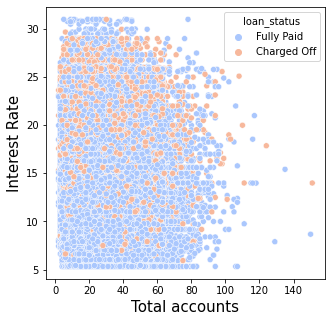 loan_status
Fully Paid
Charged Off
30
25
20
15
10
5
Interest Rate
0 20 40 60 80 100 120 140
Total accounts